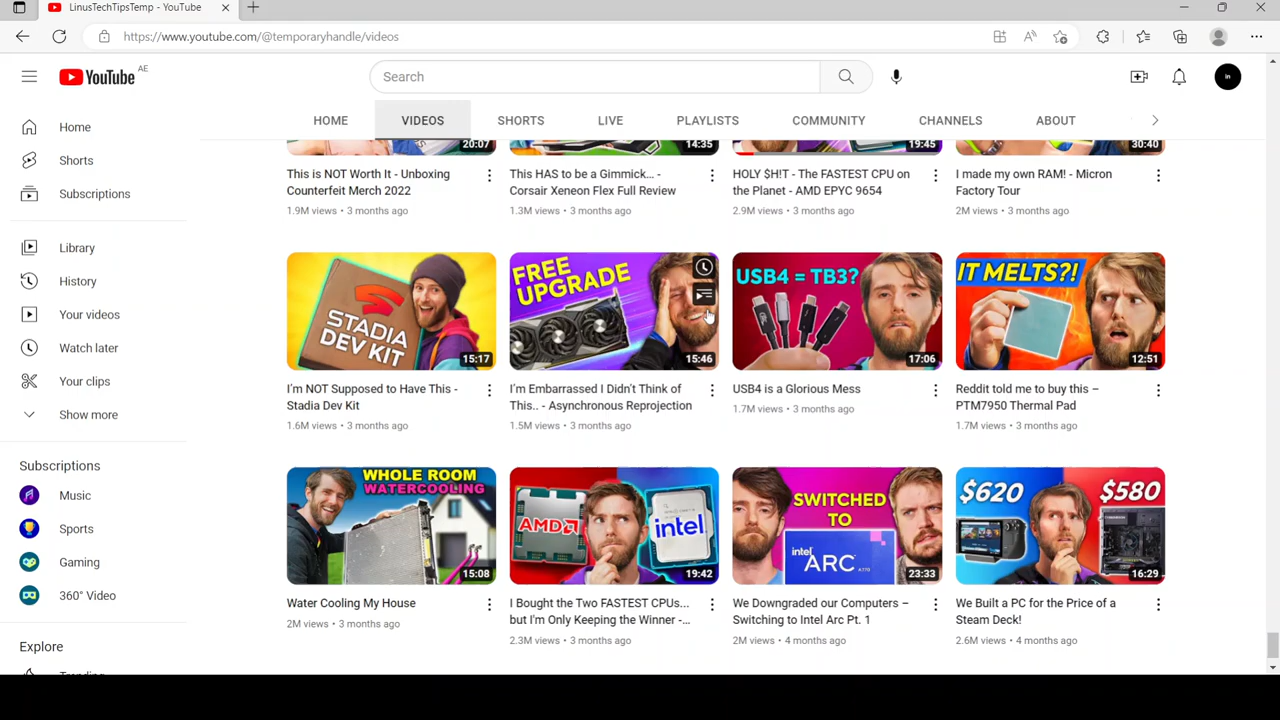 LinusTechTipsTemp - YouTube
https://www.youtube.com/@temporaryhandle/videos
YouTube AE
Search
in
HOME VIDEOS SHORTS LIVE PLAYLISTS COMMUNITY CHANNELS ABOUT
Home
Shorts
Subscriptions
Library
History
Your videos
Watch later
Your clips
Show more
Subscriptions
Music
Sports
Gaming
360° Video
Explore
Trending
20:07
This is NOT Worth It - Unboxing
Counterfeit Merch 2022
1.9M views • 3 months ago
14:35
This HAS to be a Gimmick... -
Corsair Xeneon Flex Full Review
1.3M views • 3 months ago
19:45
HOLY $H!T - The FASTEST CPU on
the Planet - AMD EPYC 9654
2.9M views • 3 months ago
30:40
I made my own RAM! - Micron
Factory Tour
2M views • 3 months ago
STADIA
DEV KIT
15:17
I'm NOT Supposed to Have This -
Stadia Dev Kit
1.6M views • 3 months ago
FREE
UPGRADE
15:46
I'm Embarrassed I Didn't Think of
This.. - Asynchronous Reprojection
1.5M views • 3 months ago
USB4 = TB3?
17:06
USB4 is a Glorious Mess
1.7M views • 3 months ago
IT MELTS?!
12:51
Reddit told me to buy this –
PTM7950 Thermal Pad
1.7M views • 3 months ago
WHOLE ROOM
WATERCOOLING
15:08
Water Cooling My House
2M views • 3 months ago
AMD
intel
19:42
I Bought the Two FASTEST CPUs...
but I'm Only Keeping the Winner -...
2.3M views • 3 months ago
SWITCHED
TO
intel
ARC A770
23:33
We Downgraded our Computers –
Switching to Intel Arc Pt. 1
2M views • 4 months ago
$620 $580
16:29
We Built a PC for the Price of a
Steam Deck!
2.6M views • 4 months ago